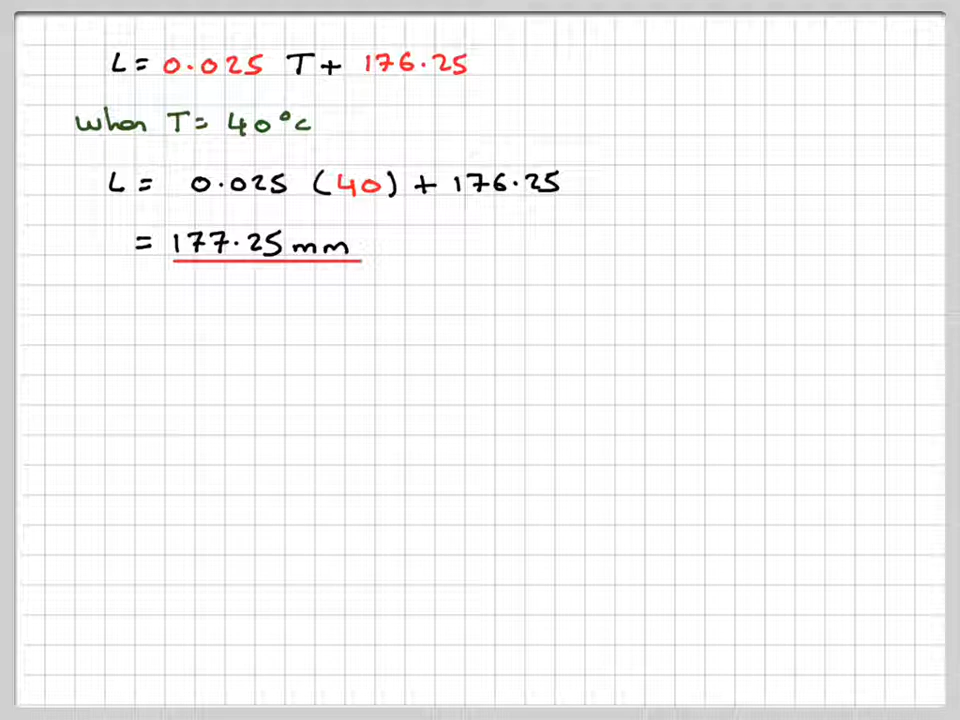 L = 0.025 T + 176.25
when T = 40°c
L = 0.025 (40) + 176.25
= 177.25 mm